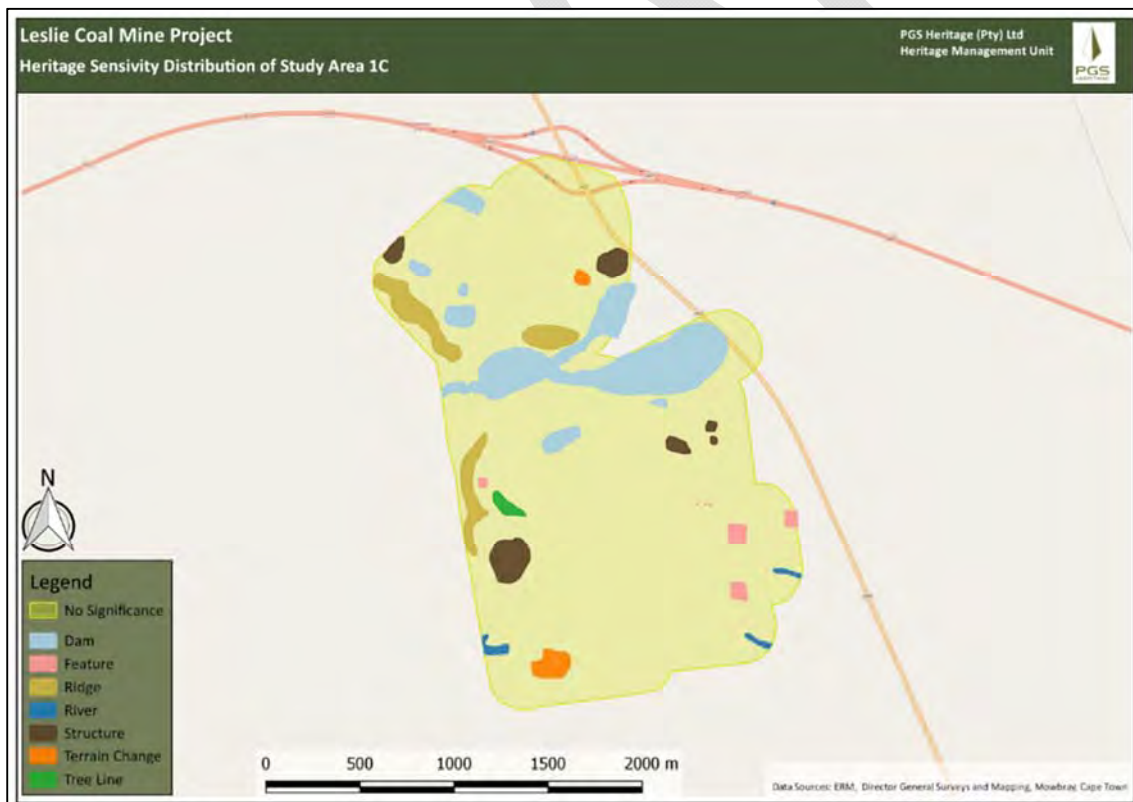 Leslie Coal Mine Project
Heritage Sensivity Distribution of Study Area 1C
PGS Heritage (Pty) Ltd
Heritage Management Unit
PGS
N
Legend
No Significance
Dam
Feature
Ridge
River
Structure
Terrain Change
Tree Line
0 500 1000 1500 2000 m
Data Sources: ERM, Director General Surveys and Mapping, Mowbray, Cape Town